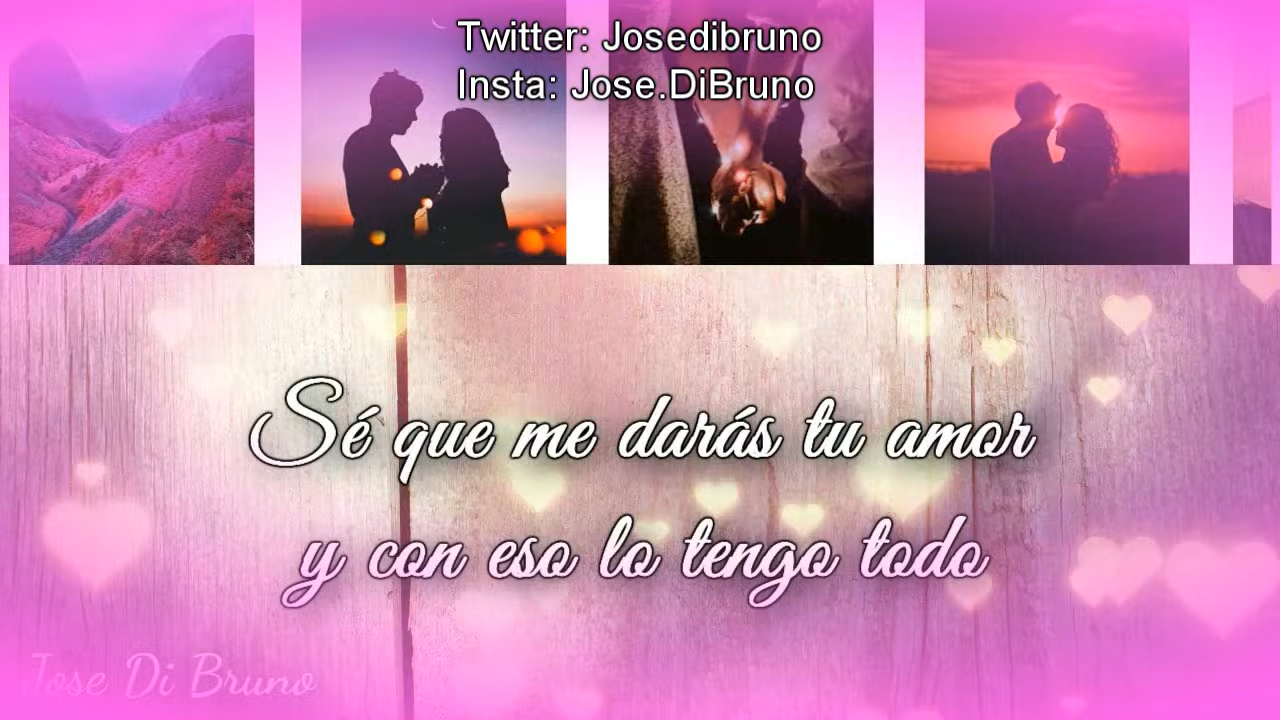 Twitter: Josedibruno
Insta: Jose.DiBruno
Sé que me darás tu amor
y con eso lo tengo todo
Jose Di Bruno